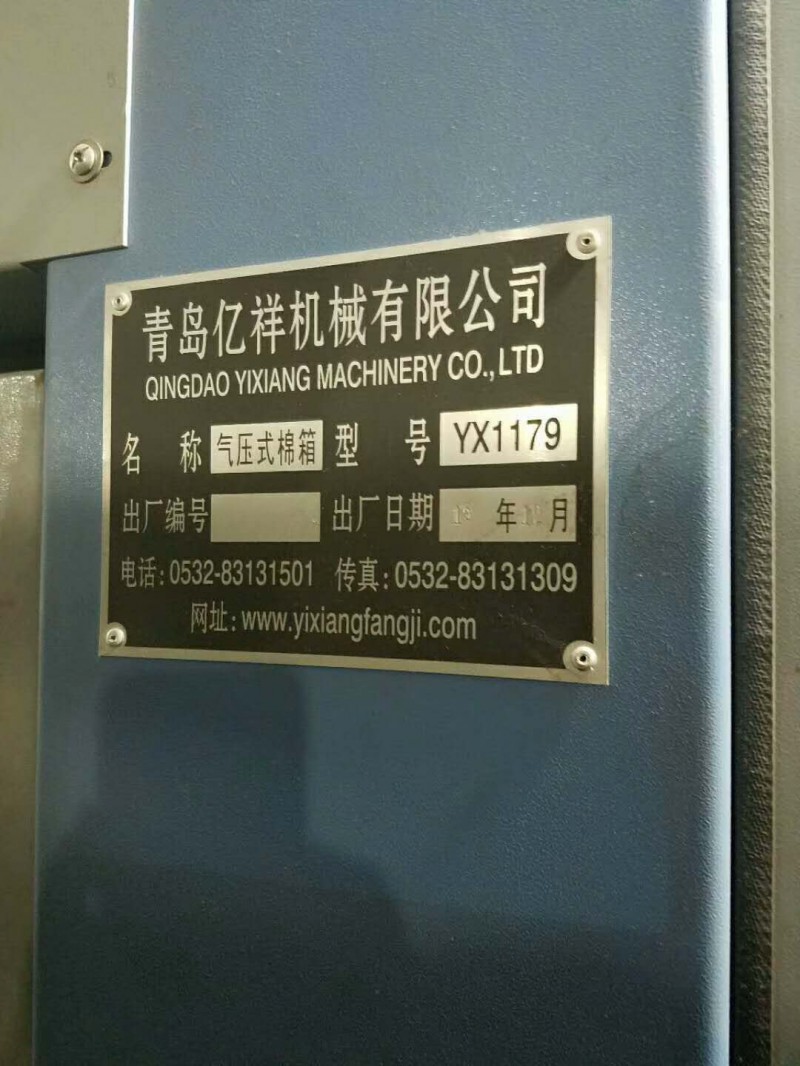 青岛亿祥机械有限公司
QINGDAO YIXIANG MACHINERY CO.,LTD
名 称 气压式棉箱 型 号 YX1179
出厂编号 出厂日期 年 月
电话:0532-83131501 传真:0532-83131309
网址:www.yixiangfangji.com